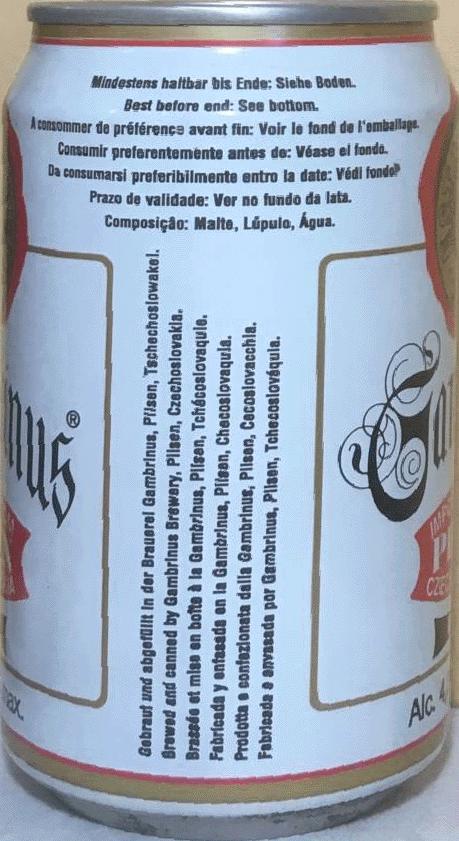 Mindestens haltbar bis Ende: Siehe Boden.
Best before end: See bottom.
A consommer de préférence avant fin: Voir le fond de l'emballage.
Consumir preferentemente antes de: Véase el fondo.
Da consumarsi preferibilmente entro la date: Védi fondo
Prazo de validade: Ver no fundo da lata.
Composição: Malte, Lúpulo, Água.
Gebraut und abgefüllt in der Brauerei Gambrinus, Pilsen, Tschechoslowakei.
Brewed and canned by Gambrinus Brewery, Pilsen, Czechoslovakia.
Brassée et mise en boîte à la Gambrinus, Pilsen, Tchécoslovaquie.
Fabricada y enfasada en la Gambrinus, Pilsen, Checoslovaquia.
Prodotta e confezionata dalla Gambrinus, Pilsen, Cecoslovacchia.
Fabricada e envasada por Gambrinus, Pilsen, Tchecoslovéquia.
nus®
max.
Ga
IMP
P
CZE
Alc. 4